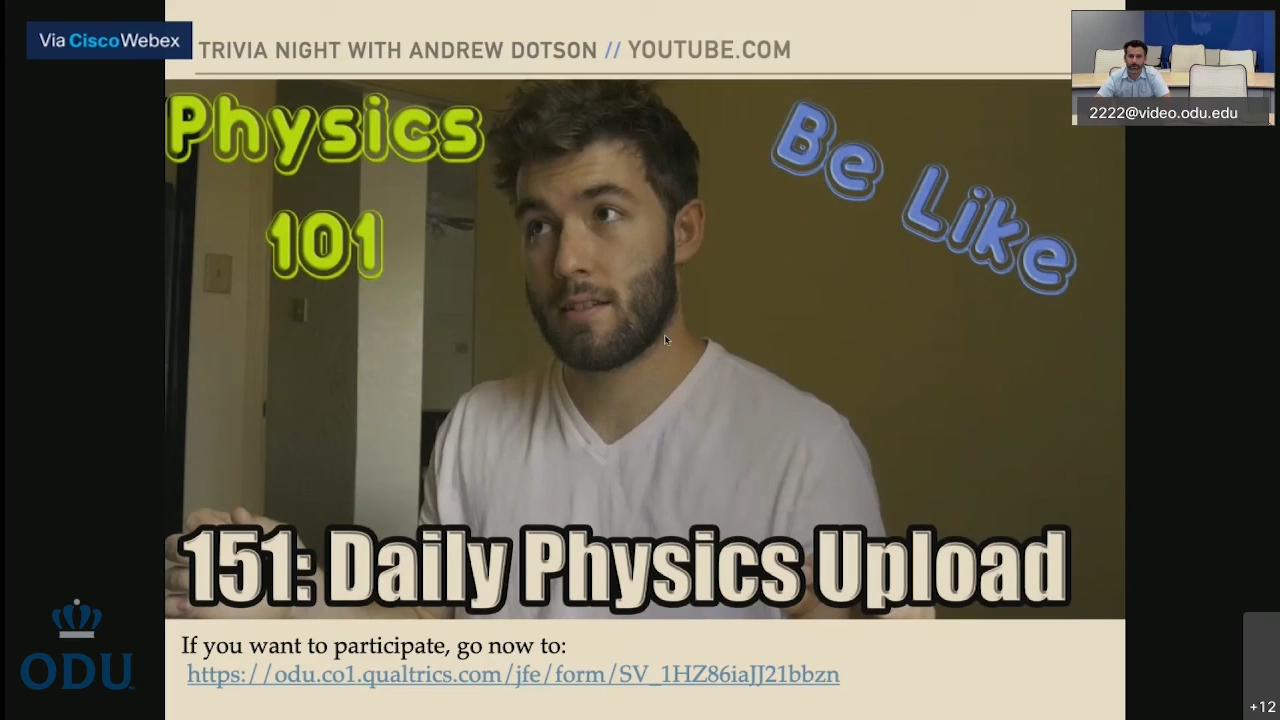 Via Cisco Webex
TRIVIA NIGHT WITH ANDREW DOTSON // YOUTUBE.COM
2222@video.odu.edu
Physics
101
Be Like
151: Daily Physics Upload
If you want to participate, go now to:
https://odu.co1.qualtrics.com/jfe/form/SV_1HZ86iaJJ21bbzn
ODU
+12